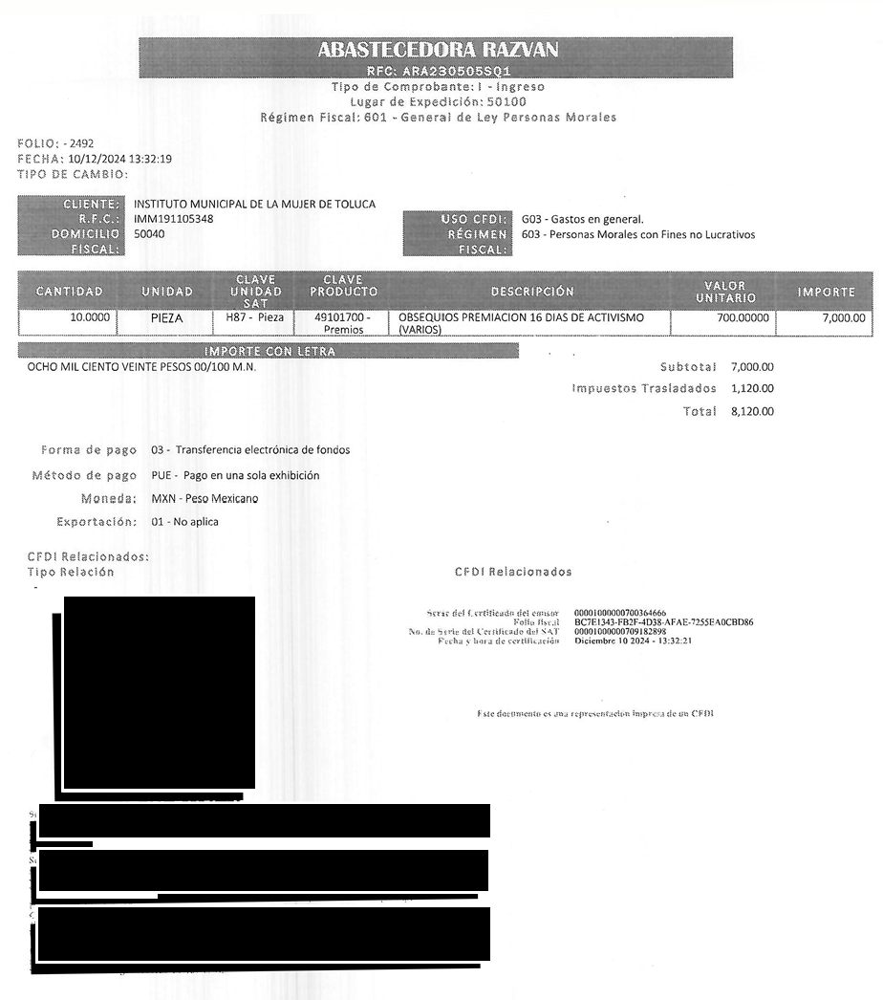 ABASTECEDORA RAZVAN
RFC: ARA230505SQ1
Tipo de Comprobante: I - Ingreso
Lugar de Expedición: 50100
Régimen Fiscal: 601 - General de Ley Personas Morales
FOLIO: - 2492
FECHA: 10/12/2024 13:32:19
TIPO DE CAMBIO:
CLIENTE: INSTITUTO MUNICIPAL DE LA MUJER DE TOLUCA
R.F.C.: IMM191105348
DOMICILIO FISCAL: 50040
USO CFDI: G03 - Gastos en general.
RÉGIMEN FISCAL: 603 - Personas Morales con Fines no Lucrativos
CANTIDAD UNIDAD CLAVE UNIDAD SAT CLAVE PRODUCTO DESCRIPCIÓN VALOR UNITARIO IMPORTE
10.0000 PIEZA H87 - Pieza 49101700 - Premios OBSEQUIOS PREMIACION 16 DIAS DE ACTIVISMO (VARIOS) 700.00000 7,000.00
IMPORTE CON LETRA
OCHO MIL CIENTO VEINTE PESOS 00/100 M.N.
Subtotal 7,000.00
Impuestos Trasladados 1,120.00
Total 8,120.00
Forma de pago 03 - Transferencia electrónica de fondos
Método de pago PUE - Pago en una sola exhibición
Moneda: MXN - Peso Mexicano
Exportación: 01 - No aplica
CFDI Relacionados:
Tipo Relación CFDI Relacionados
-
Serie del Certificado del emisor 00001000000700364666
Folio fiscal BC7E1343-FB2F-4D38-AFAE-7255EA0CBD86
No. de Serie del Certificado del SAT 00001000000709182898
Fecha y hora de certificación Diciembre 10 2024 - 13:32:21
Este documento es una representación impresa de un CFDI